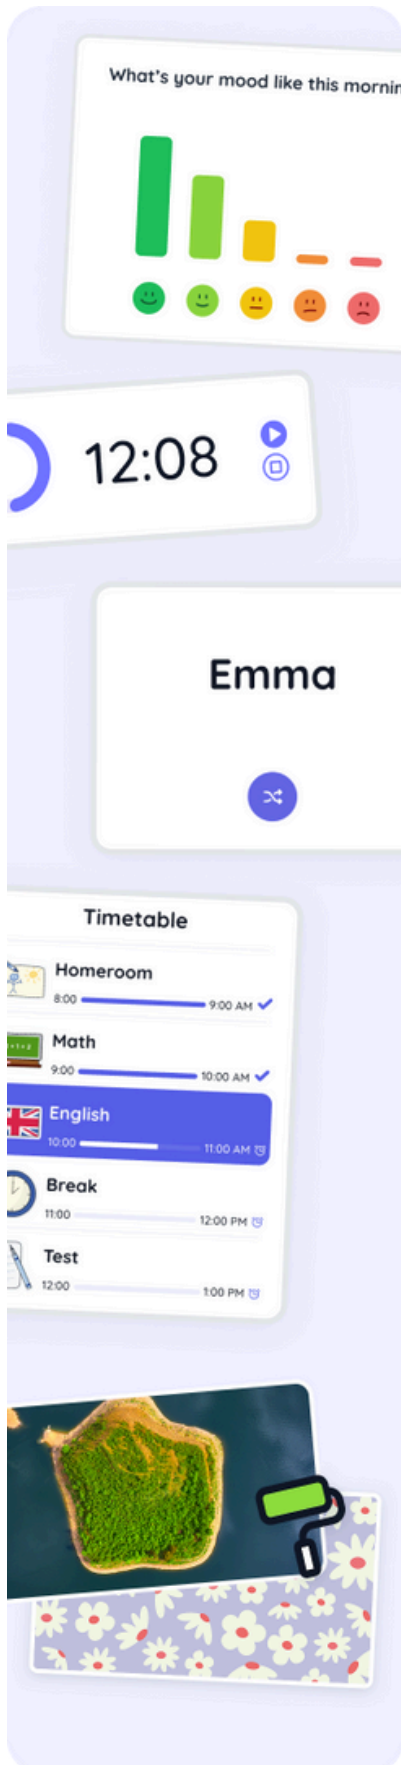 What's your mood like this mornin
12:08
Emma
Timetable
Homeroom
8:00 9:00 AM
Math
9:00 10:00 AM
English
10:00 11:00 AM
Break
11:00 12:00 PM
Test
12:00 1:00 PM